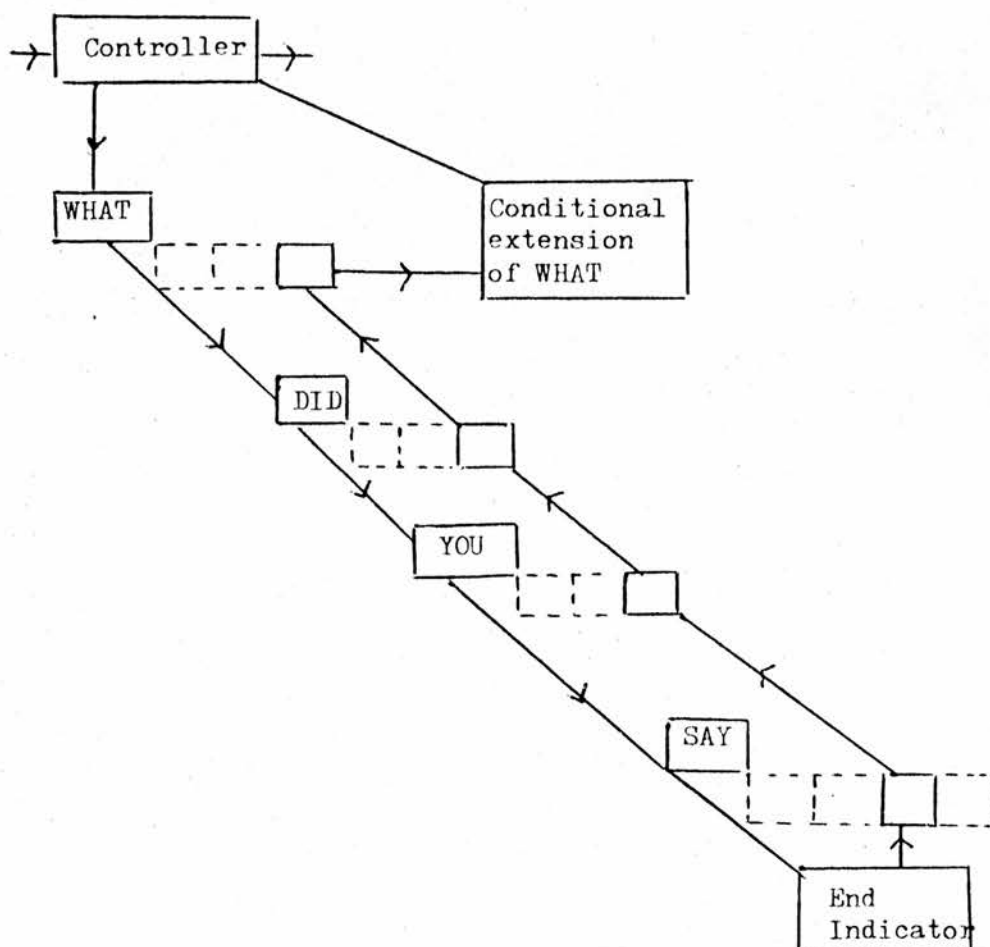 Controller
WHAT
Conditional
extension
of WHAT
DID
YOU
SAY
End
Indicator